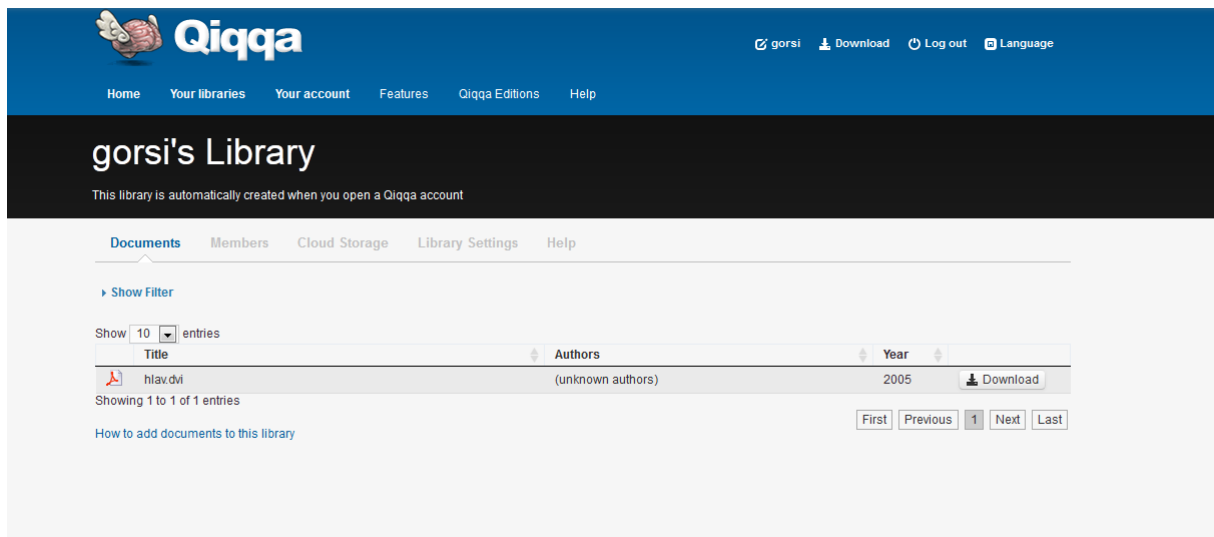 Qiqqa
gorsi Download Log out Language
Home Your libraries Your account Features Qiqqa Editions Help
gorsi's Library
This library is automatically created when you open a Qiqqa account
Documents Members Cloud Storage Library Settings Help
Show Filter
Show 10 entries
Title Authors Year
hlav.dvi (unknown authors) 2005 Download
Showing 1 to 1 of 1 entries
First Previous 1 Next Last
How to add documents to this library